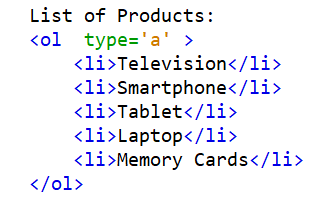 List of Products:
<ol  type='a' >
    <li>Television</li>
    <li>Smartphone</li>
    <li>Tablet</li>
    <li>Laptop</li>
    <li>Memory Cards</li>
</ol>